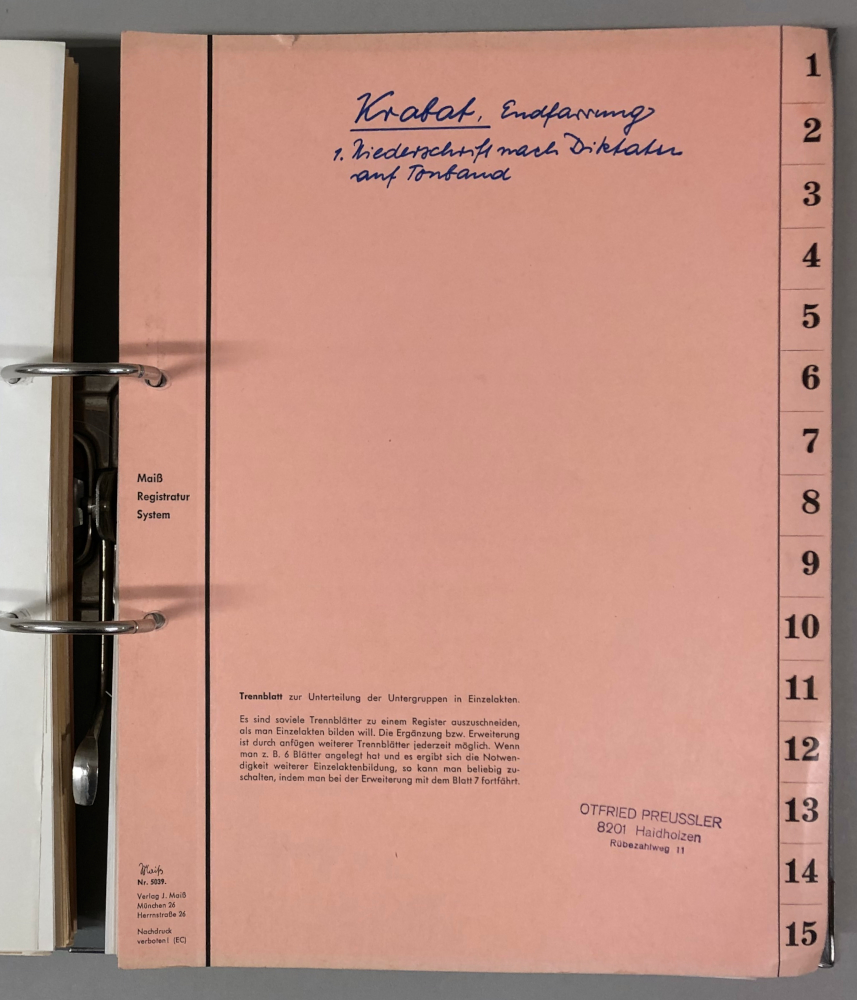 Krabat, Endfassung
1. Niederschrift nach Diktaten
auf Tonband
1
2
3
4
5
6
7
8
9
10
11
12
13
14
15
Maiß
Registratur
System
Trennblatt zur Unterteilung der Untergruppen in Einzelakten.
Es sind soviele Trennblätter zu einem Register auszuschneiden,
als man Einzelakten bilden will. Die Ergänzung bzw. Erweiterung
ist durch anfügen weiterer Trennblätter jederzeit möglich. Wenn
man z. B. 6 Blätter angelegt hat und es ergibt sich die Notwen-
digkeit weiterer Einzelaktenbildung, so kann man beliebig zu-
schalten, indem man bei der Erweiterung mit dem Blatt 7 fortfährt.
OTFRIED PREUSSLER
8201 Haidholzen
Rübezahlweg 11
Maiß
Nr. 5039.
Verlag J. Maiß
München 26
Herrnstraße 26
Nachdruck
verboten! (EC)